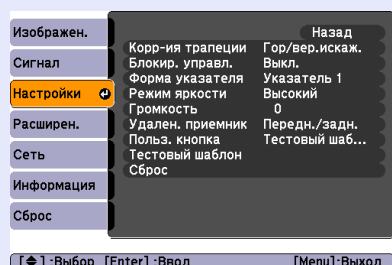 Изображен.
Сигнал
Настройки
Расширен.
Сеть
Информация
Сброс
Назад
Корр-ия трапеции Гор/вер.искаж.
Блокир. управл. Выкл.
Форма указателя Указатель 1
Режим яркости Высокий
Громкость 0
Удален. приемник Передн./задн.
Польз. кнопка Тестовый шаб...
Тестовый шаблон
Сброс
[◆] :Выбор [Enter] :Ввод [Menu]:Выход